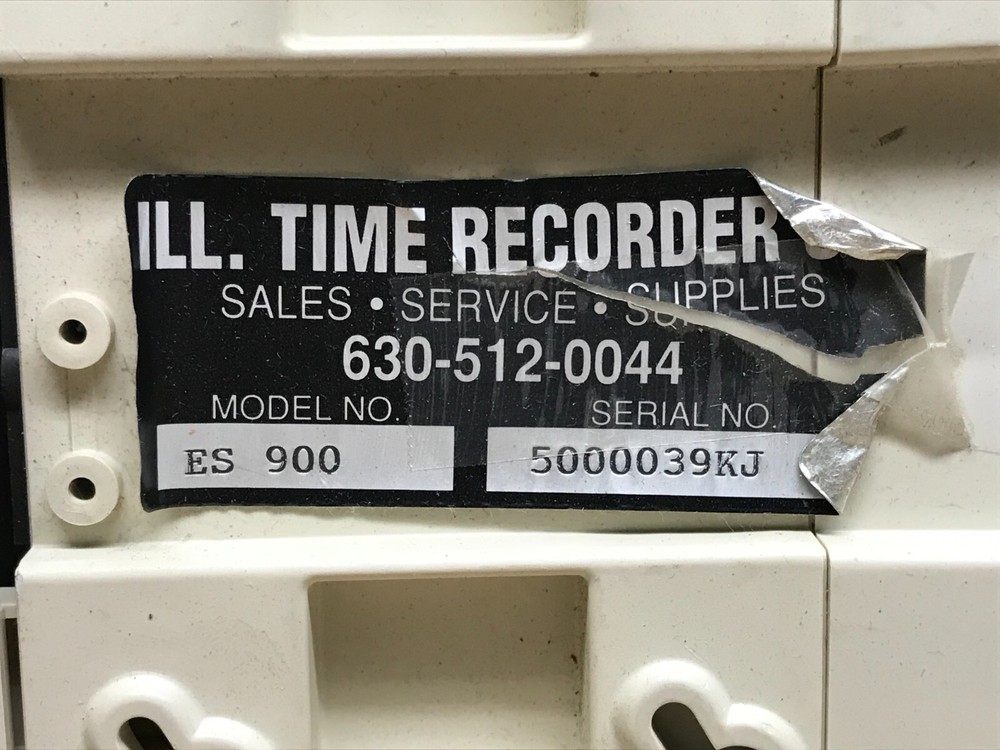 ILL. TIME RECORDER
SALES • SERVICE • SUPPLIES
630-512-0044
MODEL NO. SERIAL NO.
ES 900 5000039KJ